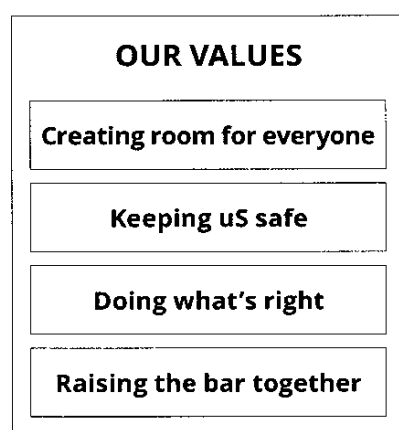 OUR VALUES
Creating room for everyone
Keeping uS safe
Doing what's right
Raising the bar together